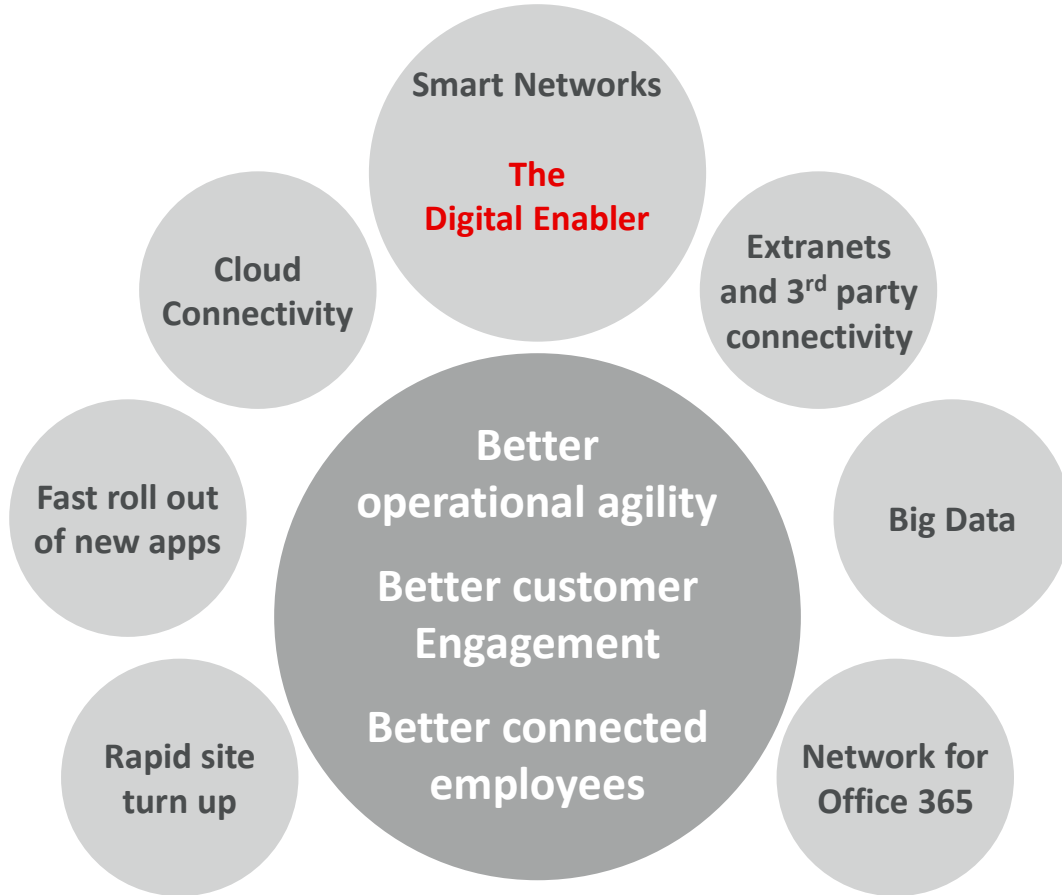 Smart Networks
The
Digital Enabler
Cloud
Connectivity
Extranets
and 3rd party
connectivity
Fast roll out
of new apps
Big Data
Rapid site
turn up
Network for
Office 365
Better
operational agility
Better customer
Engagement
Better connected
employees